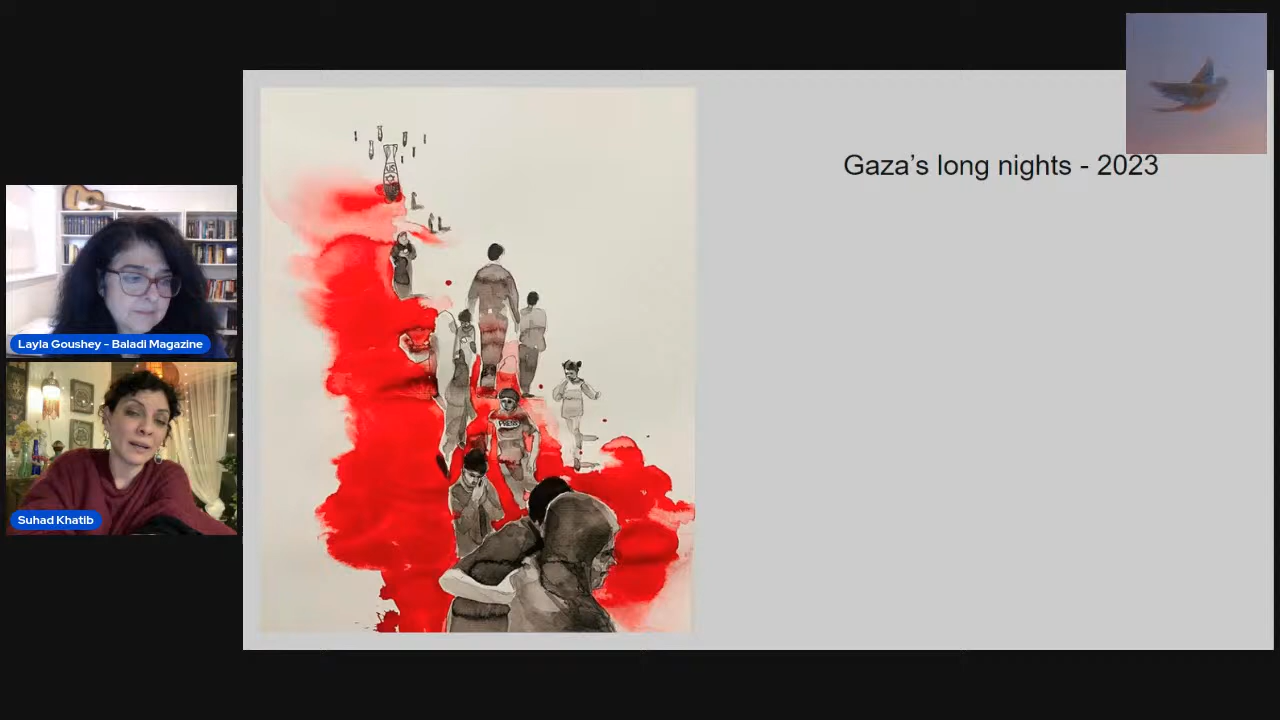 Gaza's long nights - 2023
PRESS
Layla Goushey – Baladi Magazine
Suhad Khatib